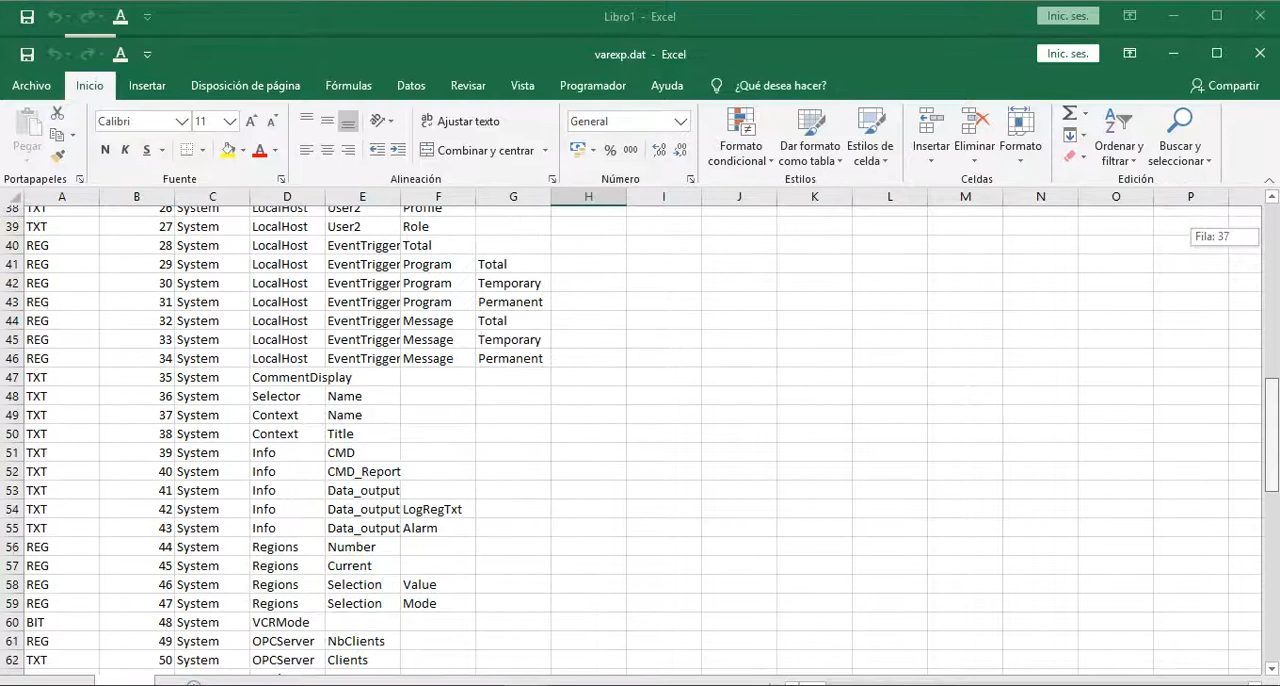 Libro1 - Excel Inic. ses.
varexp.dat - Excel Inic. ses.
Archivo Inicio Insertar Disposición de página Fórmulas Datos Revisar Vista Programador Ayuda ¿Qué desea hacer? Compartir
Pegar Calibri 11 Ajustar texto General Formato condicional Dar formato como tabla Estilos de celda Insertar Eliminar Formato Ordenar y filtrar Buscar y seleccionar
N K S Combinar y centrar % 000
Portapapeles Fuente Alineación Número Estilos Celdas Edición
A B C D E F G H I J K L M N O P
38 TXT 26 System LocalHost User2 Profile
39 TXT 27 System LocalHost User2 Role
Fila: 37
40 REG 28 System LocalHost EventTrigger Total
41 REG 29 System LocalHost EventTrigger Program Total
42 REG 30 System LocalHost EventTrigger Program Temporary
43 REG 31 System LocalHost EventTrigger Program Permanent
44 REG 32 System LocalHost EventTrigger Message Total
45 REG 33 System LocalHost EventTrigger Message Temporary
46 REG 34 System LocalHost EventTrigger Message Permanent
47 TXT 35 System CommentDisplay
48 TXT 36 System Selector Name
49 TXT 37 System Context Name
50 TXT 38 System Context Title
51 TXT 39 System Info CMD
52 TXT 40 System Info CMD_Report
53 TXT 41 System Info Data_output
54 TXT 42 System Info Data_output LogRegTxt
55 TXT 43 System Info Data_output Alarm
56 REG 44 System Regions Number
57 REG 45 System Regions Current
58 REG 46 System Regions Selection Value
59 REG 47 System Regions Selection Mode
60 BIT 48 System VCRMode
61 REG 49 System OPCServer NbClients
62 TXT 50 System OPCServer Clients